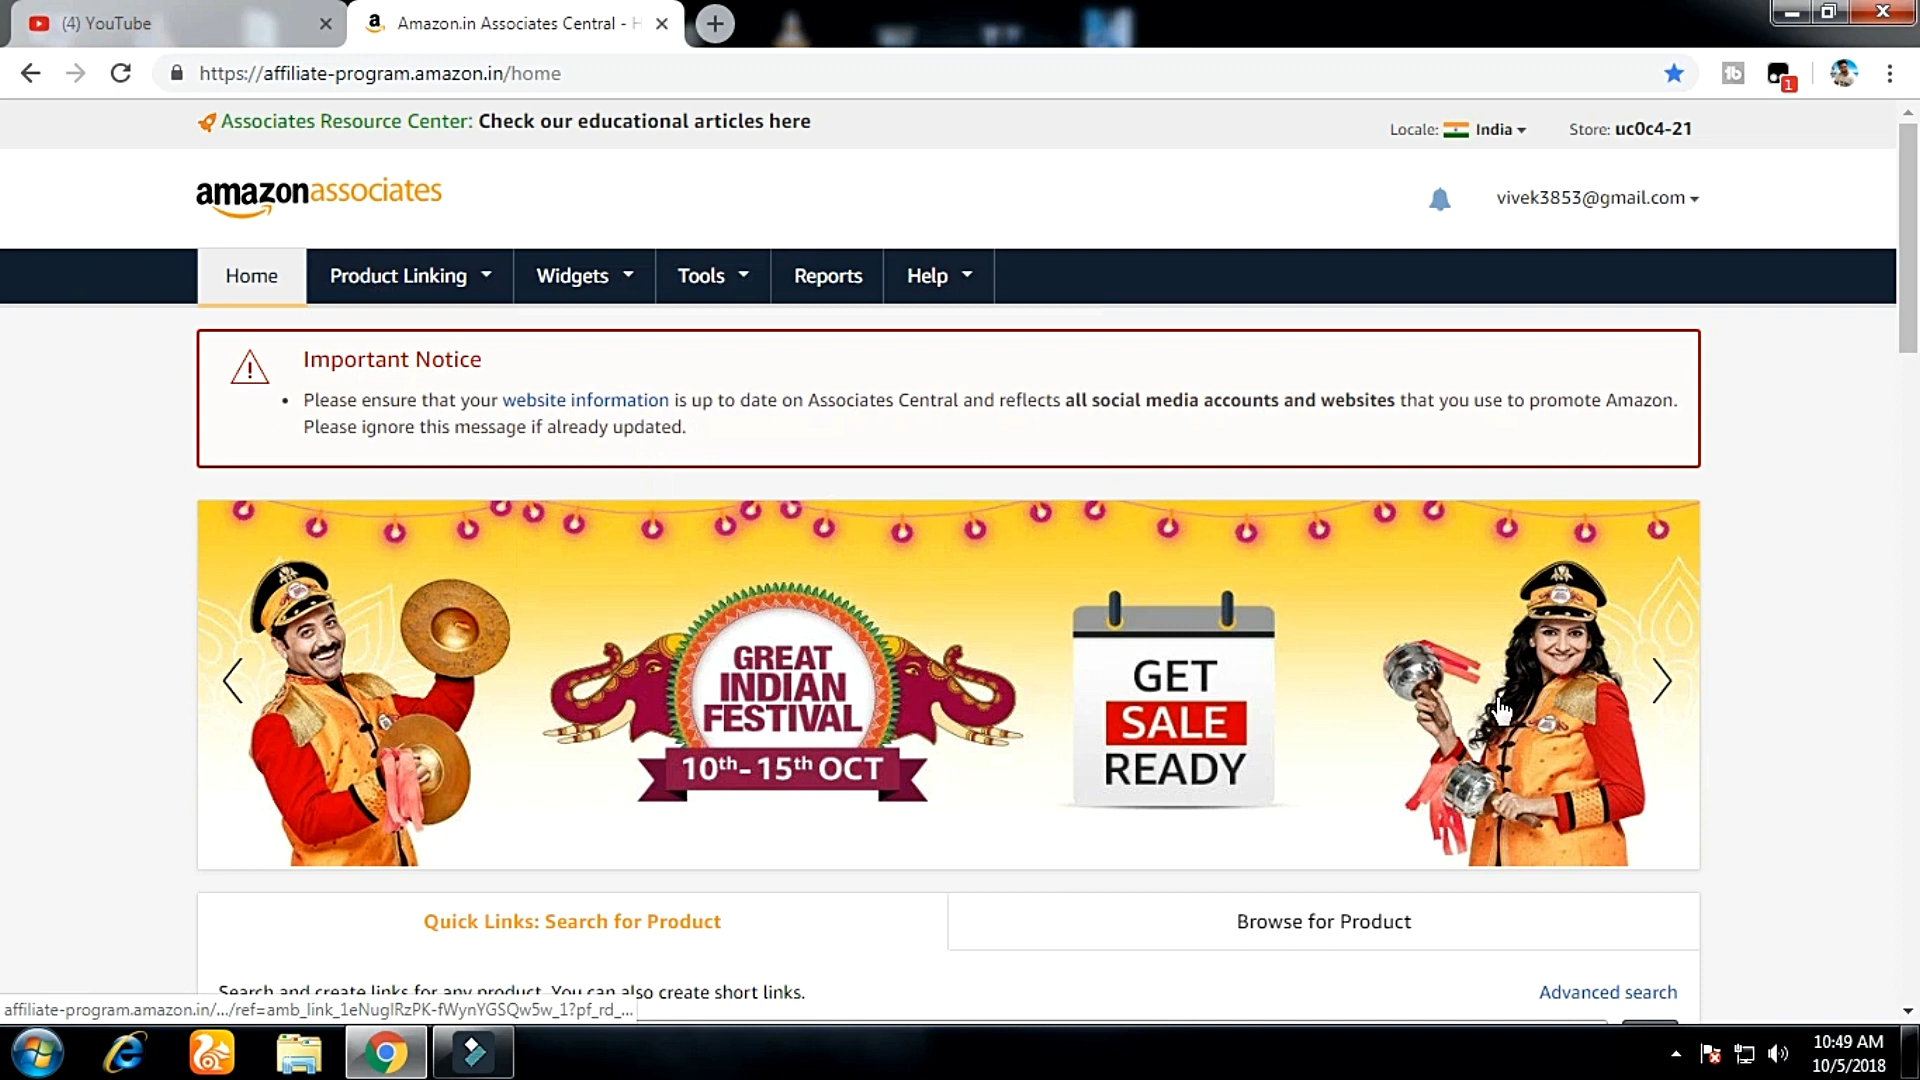 (4) YouTube
Amazon.in Associates Central - H
https://affiliate-program.amazon.in/home
1
Associates Resource Center: Check our educational articles here
Locale: India
Store: uc0c4-21
amazonassociates
vivek3853@gmail.com
Home
Product Linking
Widgets
Tools
Reports
Help
Important Notice
• Please ensure that your website information is up to date on Associates Central and reflects all social media accounts and websites that you use to promote Amazon.
Please ignore this message if already updated.
GREAT
INDIAN
FESTIVAL
10th-15th OCT
GET
SALE
READY
Quick Links: Search for Product
Browse for Product
Search and create links for any product. You can also create short links.
Advanced search
affiliate-program.amazon.in/.../ref=amb_link_1eNuglRzPK-fWynYGSQw5w_1?pf_rd_...
10:49 AM
10/5/2018